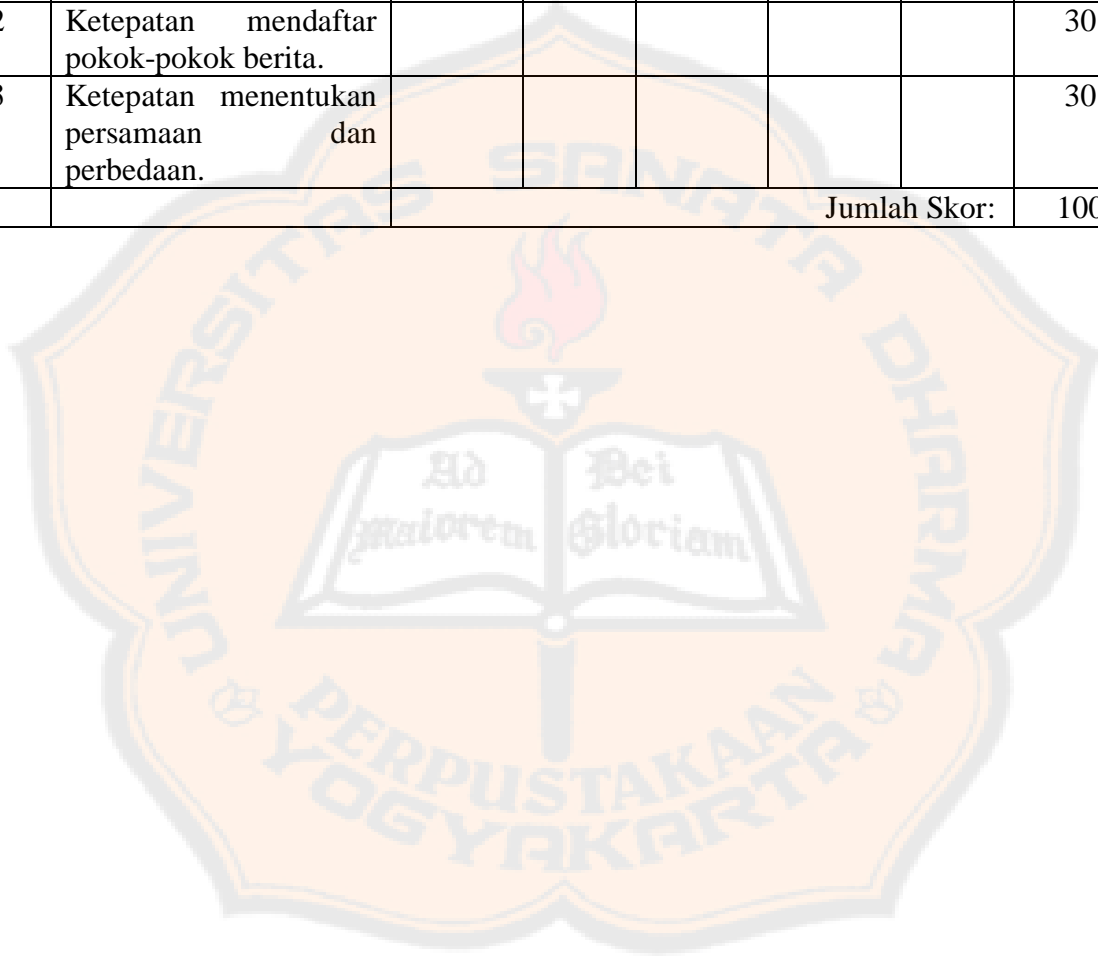 2 Ketepatan mendaftar 30
pokok-pokok berita.
3 Ketepatan menentukan 30
persamaan dan
perbedaan.
Jumlah Skor: 100
UNIVERSITAS SANATA DHARMA
Ad Dei
Maiorem Gloriam
PERPUSTAKAAN
YOGYAKARTA